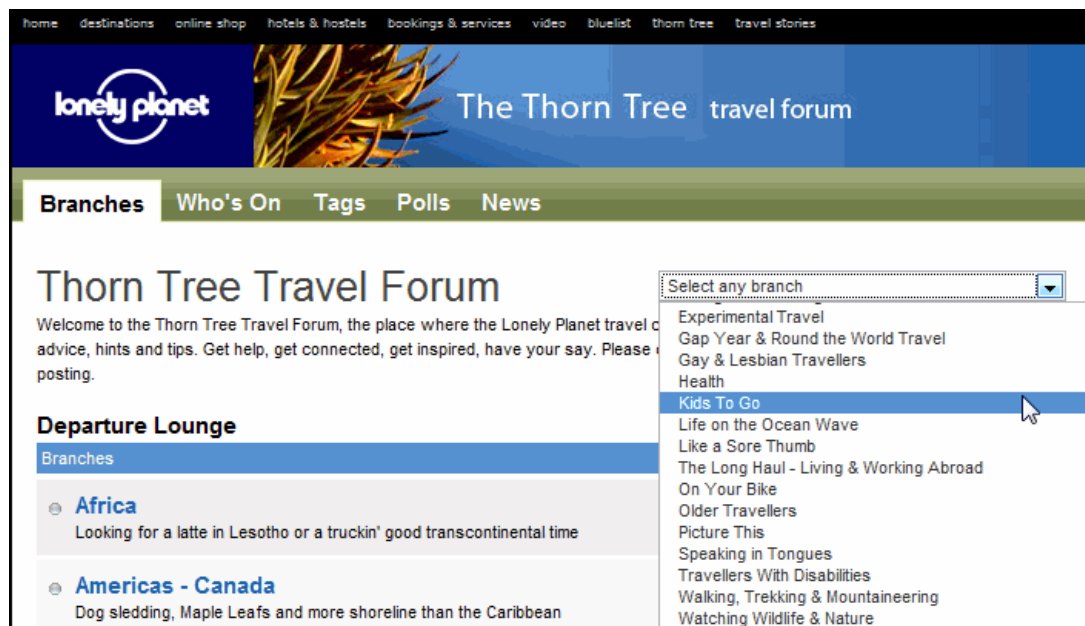 home destinations online shop hotels & hostels bookings & services video bluelist thorn tree travel stories
lonely planet
The Thorn Tree travel forum
Branches Who's On Tags Polls News
Thorn Tree Travel Forum
Welcome to the Thorn Tree Travel Forum, the place where the Lonely Planet travel
advice, hints and tips. Get help, get connected, get inspired, have your say. Please
posting.
Departure Lounge
Branches
Africa
Looking for a latte in Lesotho or a truckin' good transcontinental time
Americas - Canada
Dog sledding, Maple Leafs and more shoreline than the Caribbean
Select any branch
Experimental Travel
Gap Year & Round the World Travel
Gay & Lesbian Travellers
Health
Kids To Go
Life on the Ocean Wave
Like a Sore Thumb
The Long Haul - Living & Working Abroad
On Your Bike
Older Travellers
Picture This
Speaking in Tongues
Travellers With Disabilities
Walking, Trekking & Mountaineering
Watching Wildlife & Nature